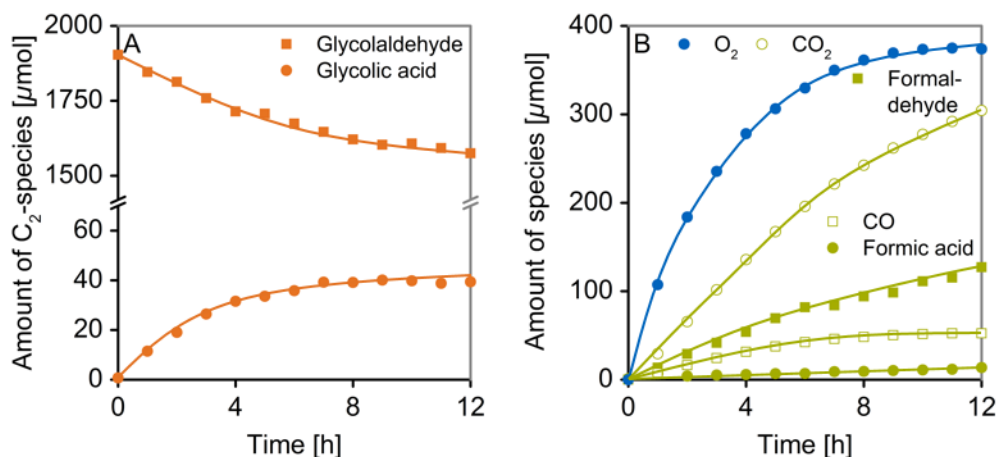 A
Glycolaldehyde
Glycolic acid
Amount of C₂-species [µmol]
2000
1750
1500
60
40
20
0
0
4
8
12
Time [h]
B
O₂
CO₂
Formal-
dehyde
CO
Formic acid
Amount of species [µmol]
400
300
200
100
0
0
4
8
12
Time [h]